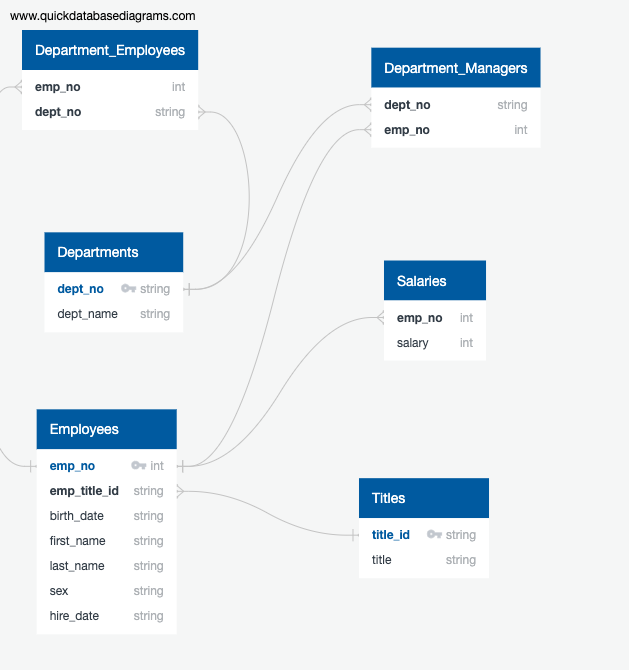 www.quickdatabasediagrams.com
Department_Employees
emp_no int
dept_no string
Department_Managers
dept_no string
emp_no int
Departments
dept_no string
dept_name string
Salaries
emp_no int
salary int
Employees
emp_no int
emp_title_id string
birth_date string
first_name string
last_name string
sex string
hire_date string
Titles
title_id string
title string